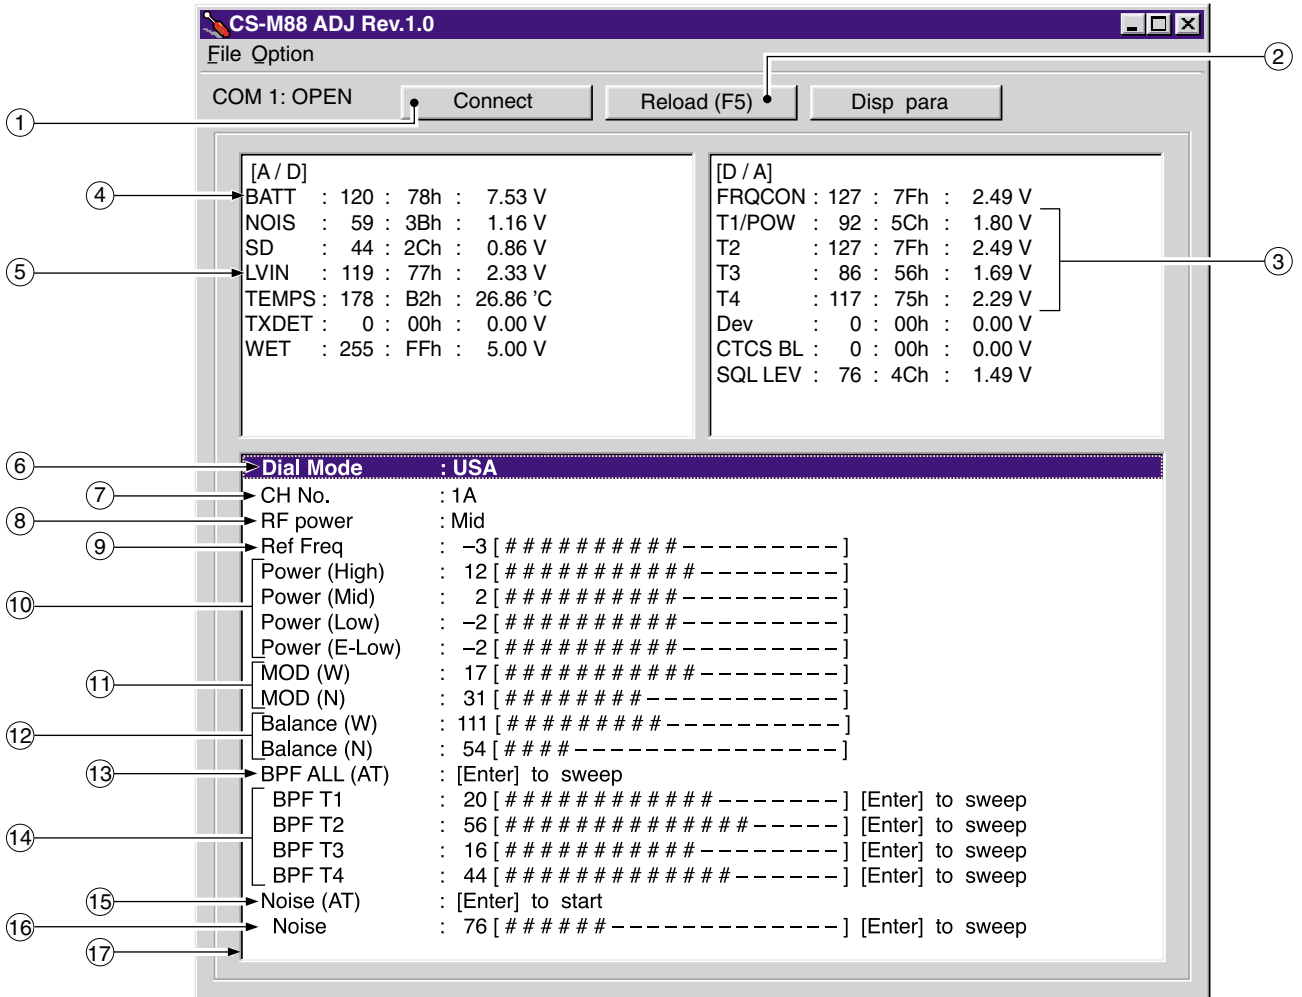 CS-M88 ADJ Rev.1.0
File Option
COM 1: OPEN Connect Reload (F5) Disp para
① ②
[A / D]
BATT : 120 : 78h : 7.53 V
NOIS : 59 : 3Bh : 1.16 V
SD : 44 : 2Ch : 0.86 V
LVIN : 119 : 77h : 2.33 V
TEMPS : 178 : B2h : 26.86 'C
TXDET : 0 : 00h : 0.00 V
WET : 255 : FFh : 5.00 V
④
⑤
[D / A]
FRQCON : 127 : 7Fh : 2.49 V
T1/POW : 92 : 5Ch : 1.80 V
T2 : 127 : 7Fh : 2.49 V
T3 : 86 : 56h : 1.69 V
T4 : 117 : 75h : 2.29 V
Dev : 0 : 00h : 0.00 V
CTCS BL : 0 : 00h : 0.00 V
SQL LEV : 76 : 4Ch : 1.49 V
③
⑥ Dial Mode : USA
⑦ CH No. : 1A
⑧ RF power : Mid
⑨ Ref Freq : –3 [ # # # # # # # # # # – – – – – – – – – ]
Power (High) : 12 [ # # # # # # # # # # # – – – – – – – – ]
⑩ Power (Mid) : 2 [ # # # # # # # # # # – – – – – – – – – ]
Power (Low) : –2 [ # # # # # # # # # # – – – – – – – – – ]
Power (E-Low) : –2 [ # # # # # # # # # # – – – – – – – – – ]
⑪ MOD (W) : 17 [ # # # # # # # # # # # – – – – – – – – ]
MOD (N) : 31 [ # # # # # # # # – – – – – – – – – – – ]
⑫ Balance (W) : 111 [ # # # # # # # # # – – – – – – – – – – ]
Balance (N) : 54 [ # # # # – – – – – – – – – – – – – – – ]
⑬ BPF ALL (AT) : [Enter] to sweep
BPF T1 : 20 [ # # # # # # # # # # # # – – – – – – – ] [Enter] to sweep
⑭ BPF T2 : 56 [ # # # # # # # # # # # # # # – – – – – ] [Enter] to sweep
BPF T3 : 16 [ # # # # # # # # # # # – – – – – – – – ] [Enter] to sweep
BPF T4 : 44 [ # # # # # # # # # # # # # – – – – – – ] [Enter] to sweep
⑮ Noise (AT) : [Enter] to start
⑯ Noise : 76 [ # # # # # # – – – – – – – – – – – – – ] [Enter] to sweep
⑰